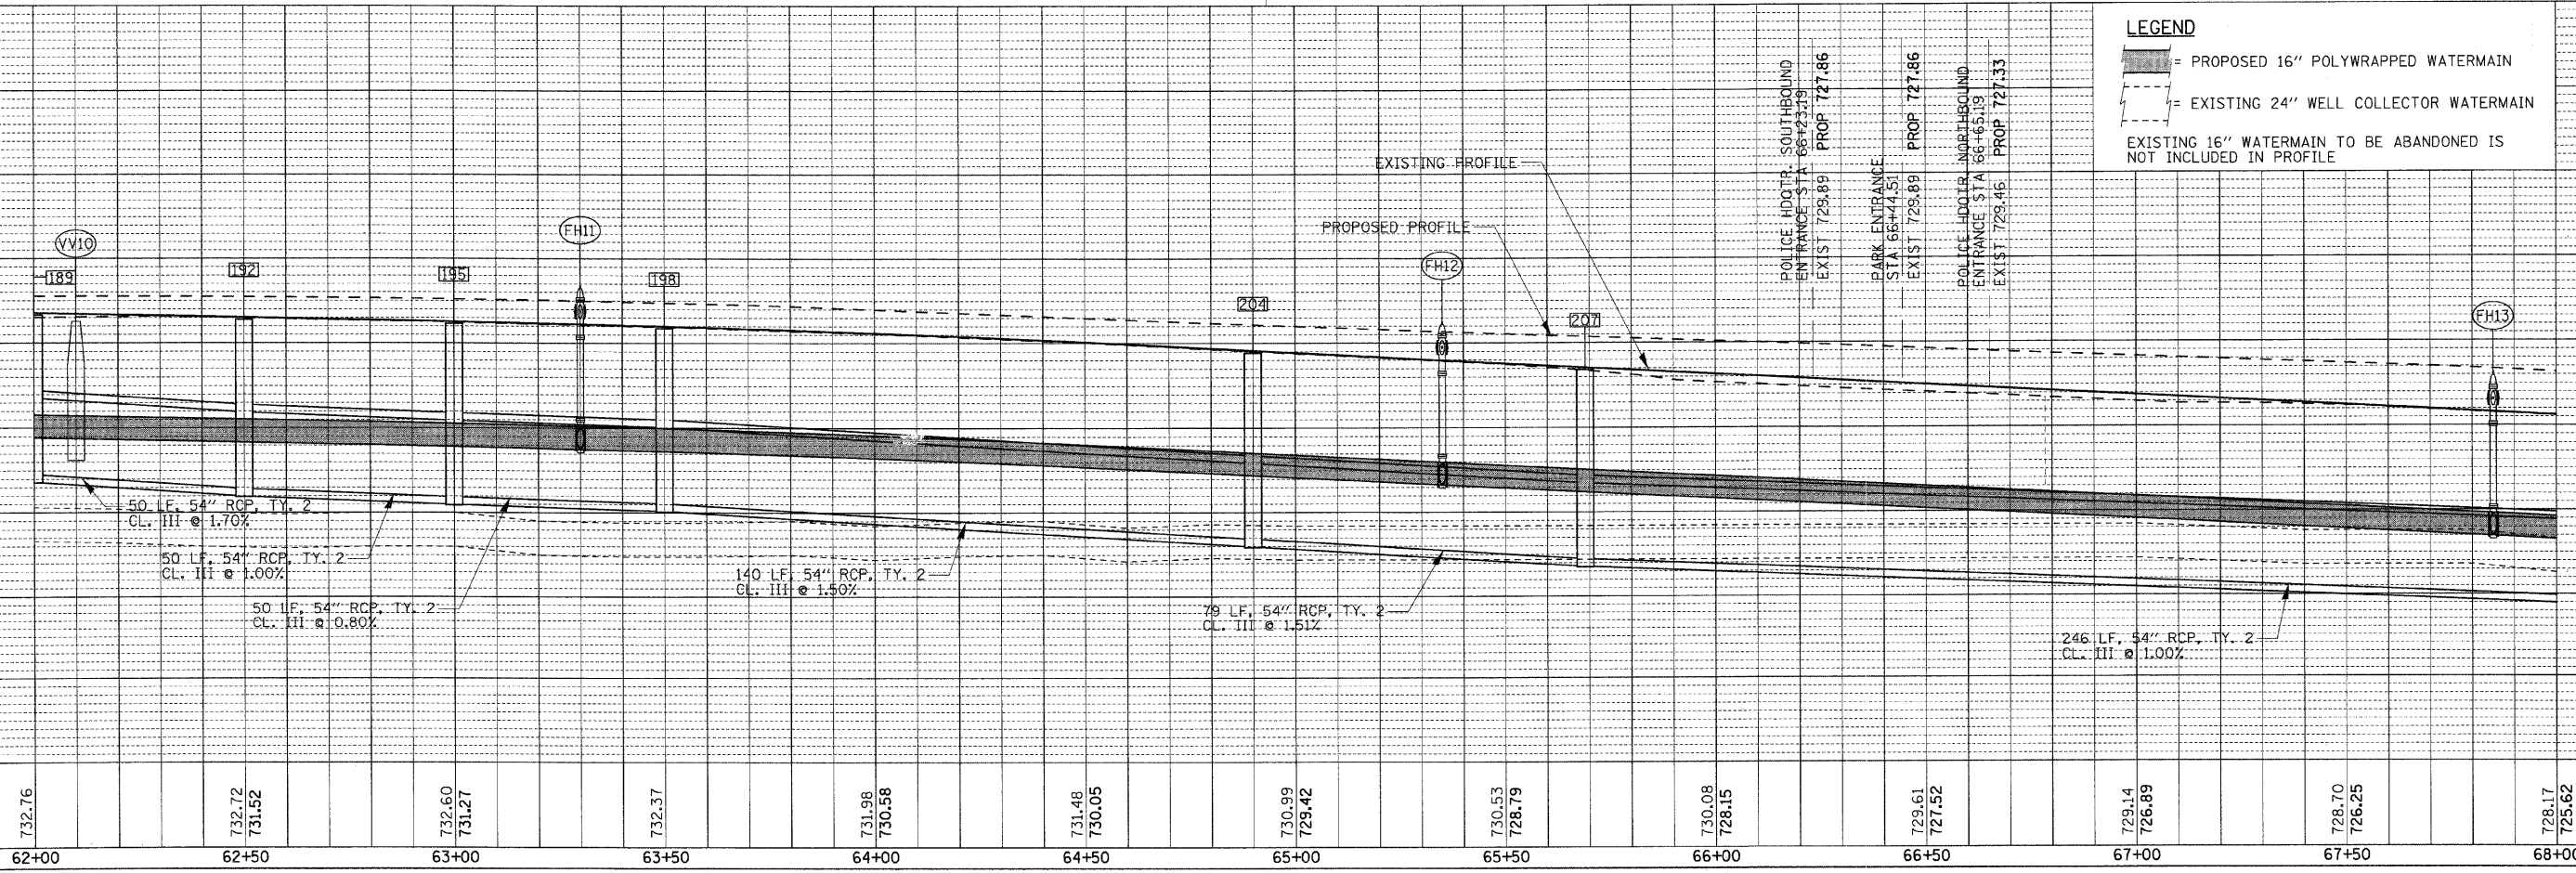 LEGEND
= PROPOSED 16" POLYWRAPPED WATERMAIN
= EXISTING 24" WELL COLLECTOR WATERMAIN
EXISTING 16" WATERMAIN TO BE ABANDONED IS
NOT INCLUDED IN PROFILE
POLICE HDQTR. SOUTHBOUND
ENTRANCE STA 66+23.19
EXIST 729.89 PROP 727.86
PARK ENTRANCE
STA 66+44.51
EXIST 729.89 PROP 727.86
POLICE HDQTR. NORTHBOUND
ENTRANCE STA 66+65.19
EXIST 729.46 PROP 727.33
EXISTING PROFILE
PROPOSED PROFILE
VV10
FH11
FH12
FH13
189
192
195
198
204
207
50 LF, 54" RCP, TY. 2
CL. III @ 1.70%
50 LF, 54" RCP, TY. 2
CL. III @ 1.00%
50 LF, 54" RCP, TY. 2
CL. III @ 0.80%
140 LF, 54" RCP, TY. 2
CL. III @ 1.50%
79 LF, 54" RCP, TY. 2
CL. III @ 1.51%
246 LF, 54" RCP, TY. 2
CL. III @ 1.00%
732.76
732.72
731.52
732.60
731.27
732.37
731.98
730.58
731.48
730.05
730.99
729.42
730.53
728.79
730.08
728.15
729.61
727.52
729.14
726.89
728.70
726.25
728.17
725.62
62+00 62+50 63+00 63+50 64+00 64+50 65+00 65+50 66+00 66+50 67+00 67+50 68+00